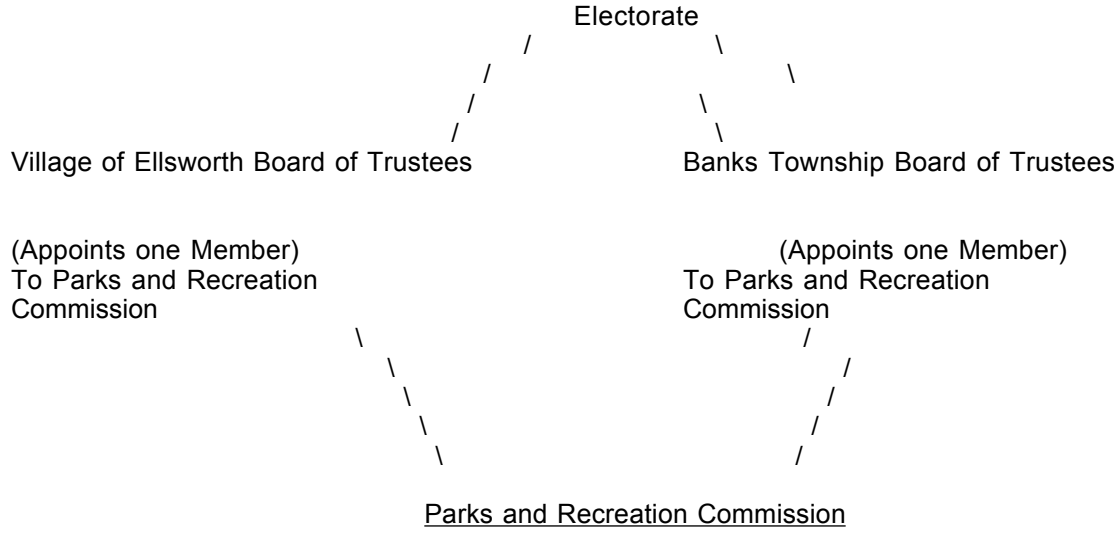 Electorate
/ \
/ \ \
/ \
/ \
Village of Ellsworth Board of Trustees Banks Township Board of Trustees
(Appoints one Member) (Appoints one Member)
To Parks and Recreation To Parks and Recreation
Commission Commission
\ /
\ /
\ /
\ /
\ /
Parks and Recreation Commission